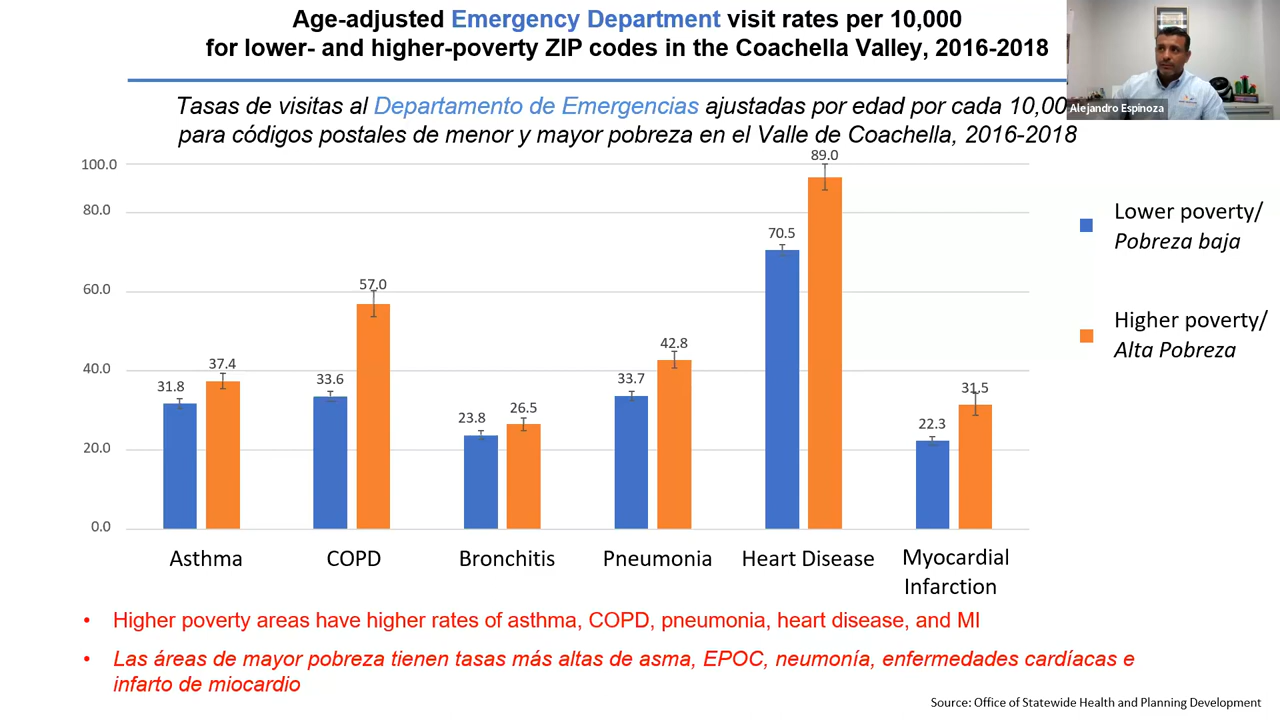 Age-adjusted Emergency Department visit rates per 10,000
for lower- and higher-poverty ZIP codes in the Coachella Valley, 2016-2018
Alejandro Espinoza
Tasas de visitas al Departamento de Emergencias ajustadas por edad por cada 10,00
para códigos postales de menor y mayor pobreza en el Valle de Coachella, 2016-2018
100.0
80.0
60.0
40.0
20.0
0.0
31.8
37.4
33.6
57.0
23.8
26.5
33.7
42.8
70.5
89.0
22.3
31.5
Asthma
COPD
Bronchitis
Pneumonia
Heart Disease
Myocardial
Infarction
Lower poverty/
Pobreza baja
Higher poverty/
Alta Pobreza
• Higher poverty areas have higher rates of asthma, COPD, pneumonia, heart disease, and MI
• Las áreas de mayor pobreza tienen tasas más altas de asma, EPOC, neumonía, enfermedades cardíacas e
infarto de miocardio
Source: Office of Statewide Health and Planning Development